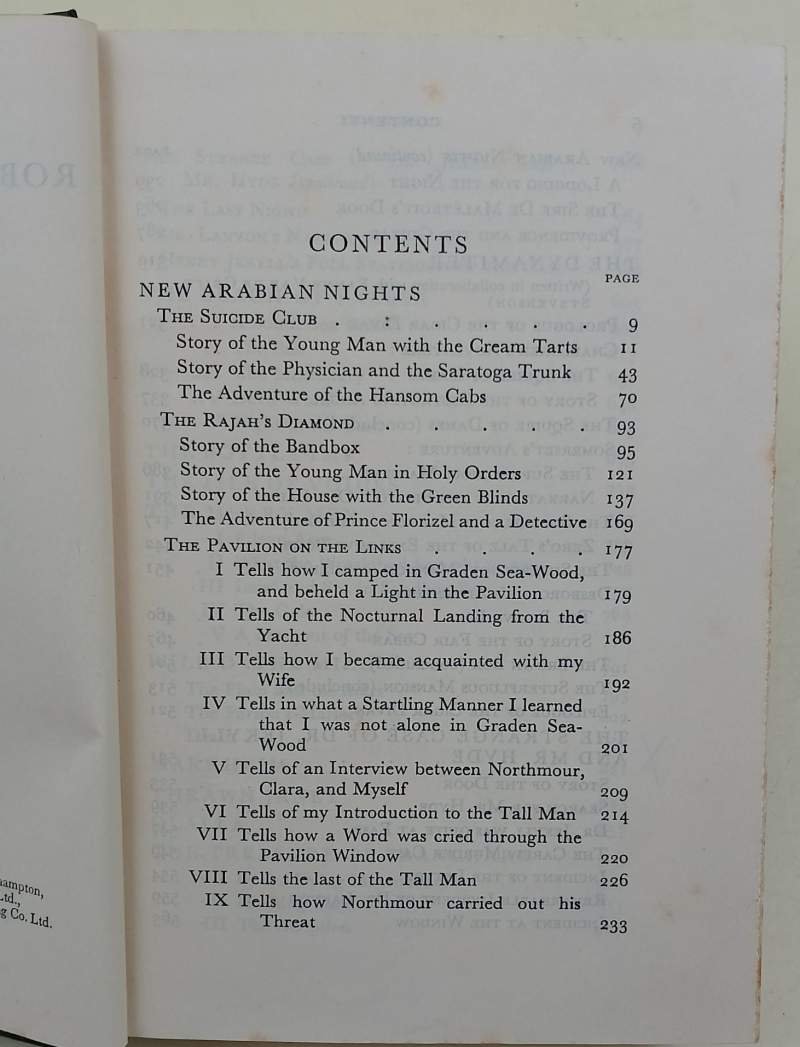 ROB
CONTENTS
PAGE
NEW ARABIAN NIGHTS
THE SUICIDE CLUB . : . . . . 9
Story of the Young Man with the Cream Tarts 11
Story of the Physician and the Saratoga Trunk 43
The Adventure of the Hansom Cabs 70
THE RAJAH'S DIAMOND . . . . . 93
Story of the Bandbox 95
Story of the Young Man in Holy Orders 121
Story of the House with the Green Blinds 137
The Adventure of Prince Florizel and a Detective 169
THE PAVILION ON THE LINKS . . . . 177
I Tells how I camped in Graden Sea-Wood,
and beheld a Light in the Pavilion 179
II Tells of the Nocturnal Landing from the
Yacht 186
III Tells how I became acquainted with my
Wife 192
IV Tells in what a Startling Manner I learned
that I was not alone in Graden Sea-
Wood 201
V Tells of an Interview between Northmour,
Clara, and Myself 209
VI Tells of my Introduction to the Tall Man 214
VII Tells how a Word was cried through the
Pavilion Window 220
VIII Tells the last of the Tall Man 226
IX Tells how Northmour carried out his
Threat 233
ampton,
Ltd.,
g Co. Ltd.